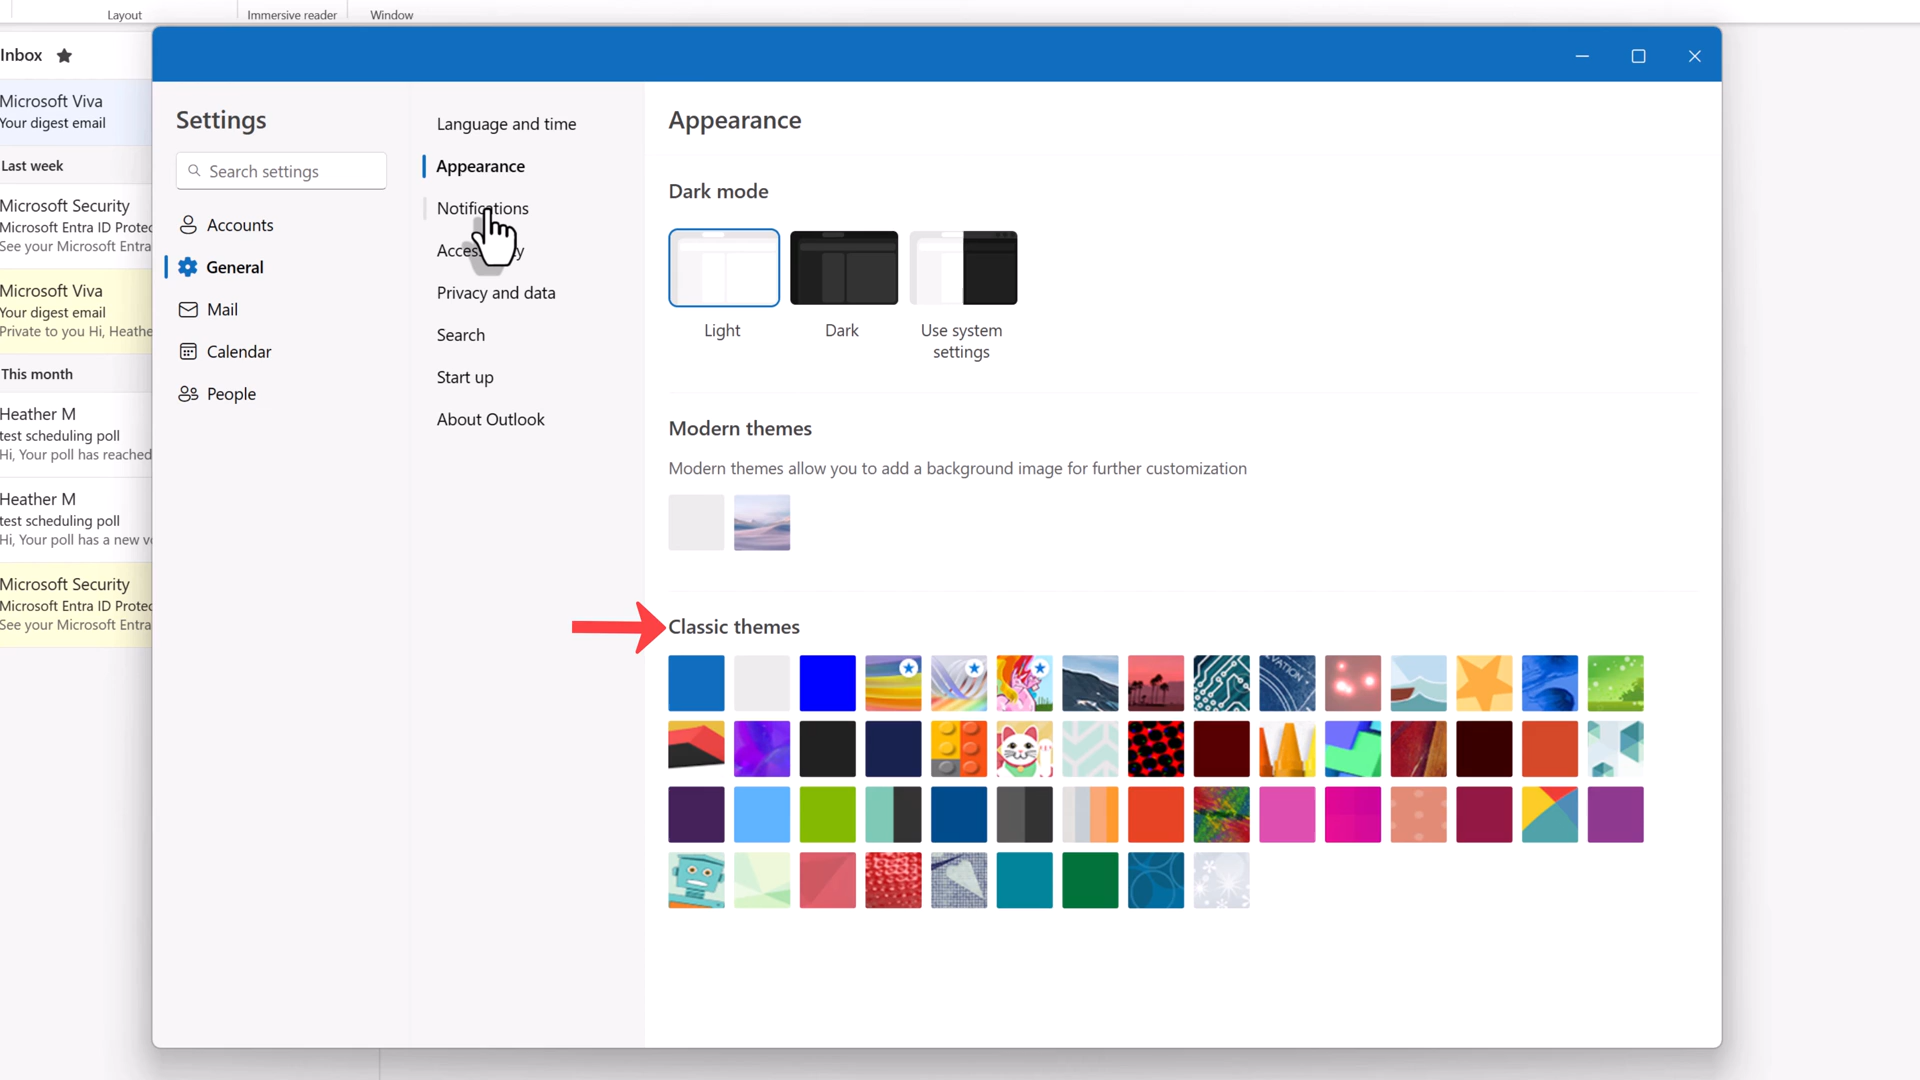 Layout
Immersive reader
Window
Inbox
Microsoft Viva
Your digest email
Last week
Microsoft Security
Microsoft Entra ID Protec
See your Microsoft Entra
Microsoft Viva
Your digest email
Private to you Hi, Heathe
This month
Heather M
test scheduling poll
Hi, Your poll has reached
Heather M
test scheduling poll
Hi, Your poll has a new v
Microsoft Security
Microsoft Entra ID Protec
See your Microsoft Entra
Settings
Search settings
Accounts
General
Mail
Calendar
People
Language and time
Appearance
Notifications
Privacy and data
Search
Start up
About Outlook
Appearance
Dark mode
Light
Dark
Use system
settings
Modern themes
Modern themes allow you to add a background image for further customization
Classic themes